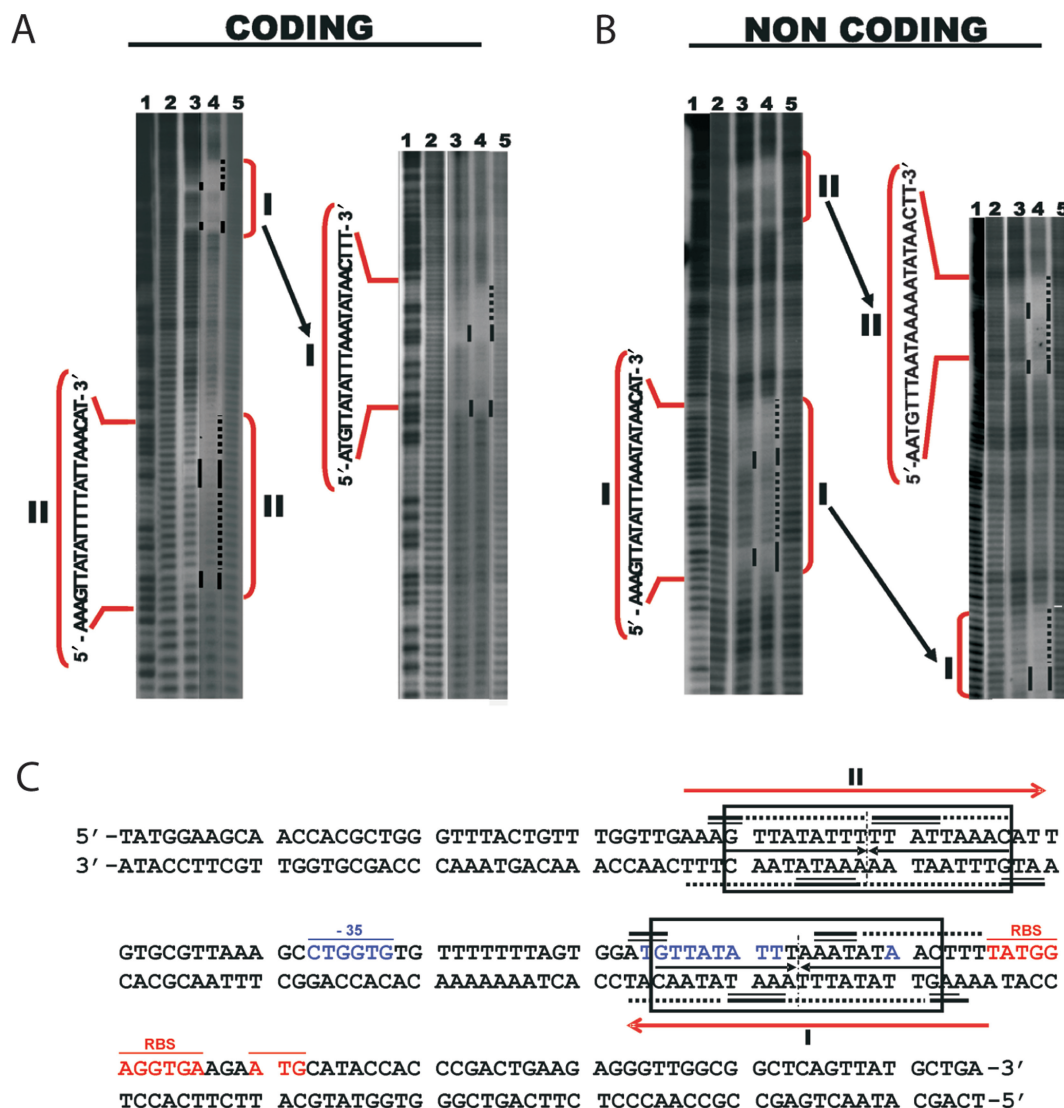 A
CODING
B
NON CODING
1 2 3 4 5
1 2 3 4 5
1 2 3 4 5
1 2 3 4 5
I
I
II
II
5′-AAAGTTATATTTTTATTAAACAT-3′
5′-ATGTTATATTTAAATATAACTTT-3′
II
II
I
I
I
5′-AAAGTTATATTTAAATATAACAT-3′
5′-AATGTTTAATAAAAATATAACTT-3′
C
II
5′-TATGGAAGCA ACCACGCTGG GTTTACTGTT TGGTTGAAAG TTATATTTTT ATTAAACATT
3′-ATACCTTCGT TGGTGCGACC CAAATGACAA ACCAACTTTC AATATAAAAA TAATTTGTAA
-35
RBS
GTGCGTTAAA GCCTGGTGTG TTTTTTTAGT GGATGTTATA TTTAAATATA ACTTTTATGG
CACGCAATTT CGGACCACAC AAAAAAATCA CCTACAATAT AAATTTATAT TGAAAATACC
I
RBS
AGGTGAAGAA ATGCATACCAC CCGACTGAAG AGGGTTGGCG GCTCAGTTAT GCTGA-3′
TCCACTTCTT ACGTATGGTG GGCTGACTTC TCCCAACCGC CGAGTCAATA CGACT-5′